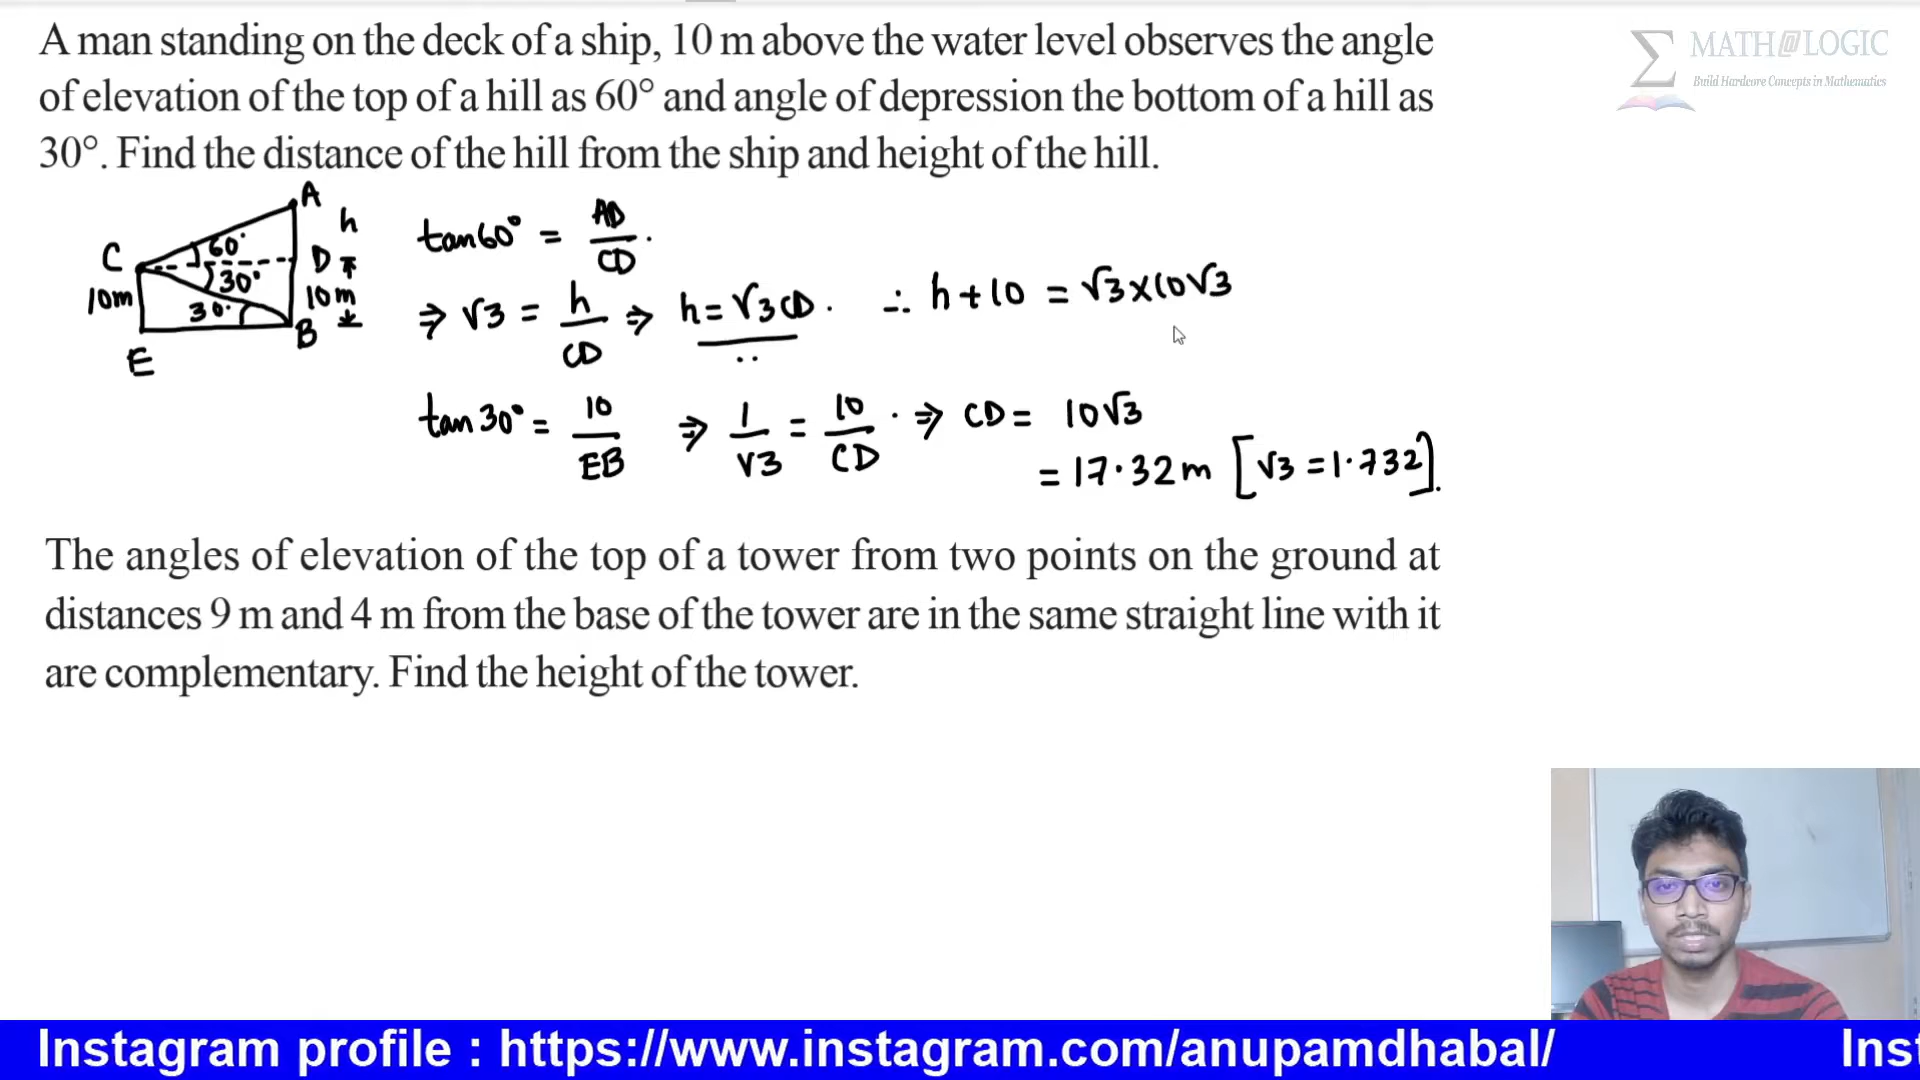 A man standing on the deck of a ship, 10 m above the water level observes the angle
of elevation of the top of a hill as 60° and angle of depression the bottom of a hill as
30°. Find the distance of the hill from the ship and height of the hill.
MATH@LOGIC
Build Hardcore Concepts in Mathematics
A
h
C 60° D
10m 30° 10m
30° B
E
tan60° = AD/CD.
⇒ √3 = h/CD ⇒ h = √3 CD. ∴ h + 10 = √3 × 10√3
tan 30° = 10/EB ⇒ 1/√3 = 10/CD. ⇒ CD = 10√3
= 17.32 m [√3 = 1.732].
The angles of elevation of the top of a tower from two points on the ground at
distances 9 m and 4 m from the base of the tower are in the same straight line with it
are complementary. Find the height of the tower.
Instagram profile : https://www.instagram.com/anupamdhabal/ Inst